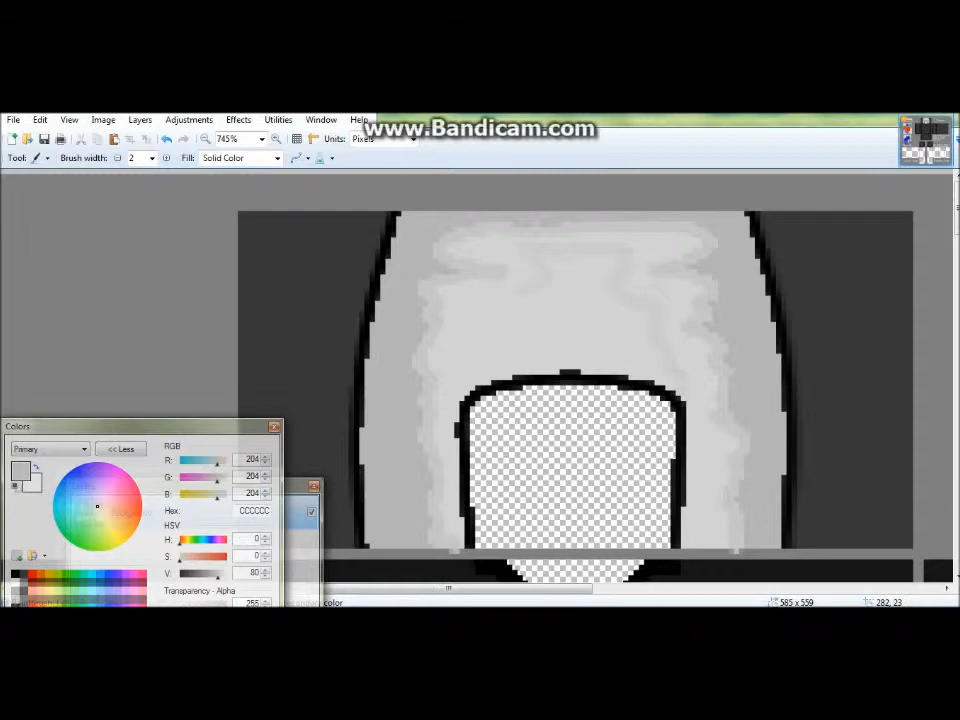 File Edit View Image Layers Adjustments Effects Utilities Window Help
www.Bandicam.com
745% Units: Pixels
Tool: Brush width: 2 Fill: Solid Color
Colors
Primary << Less RGB
R: 204
G: 204
B: 204
Hex: CCCCCC
HSV
H: 0
S: 0
V: 80
Transparency - Alpha
255
color 585 x 559 282, 23